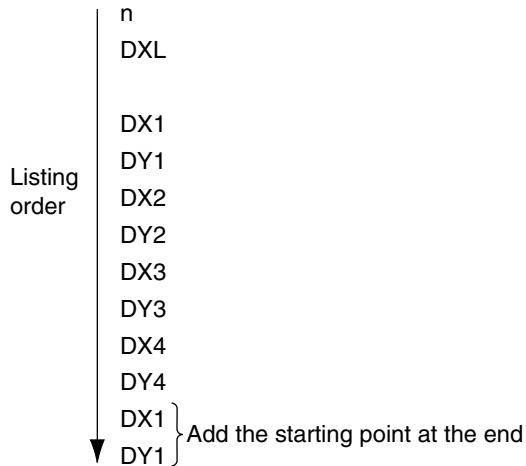 n
DXL
DX1
DY1
Listing
order
DX2
DY2
DX3
DY3
DX4
DY4
DX1
DY1
Add the starting point at the end